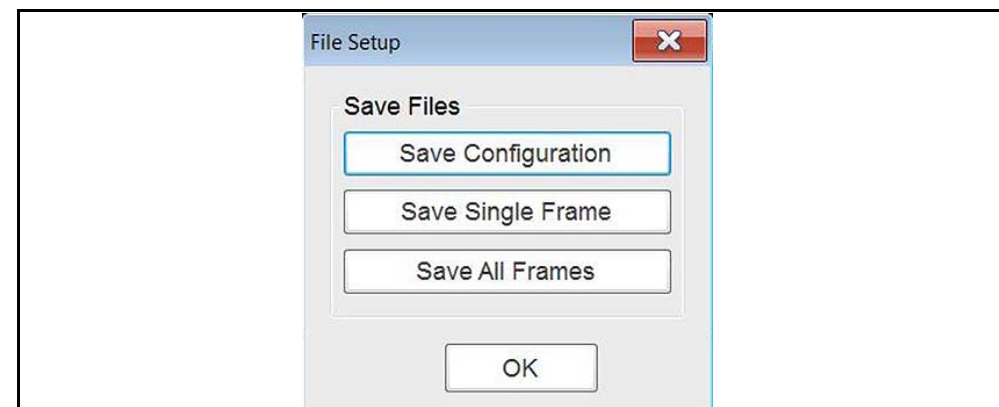 File Setup
Save Files
Save Configuration
Save Single Frame
Save All Frames
OK